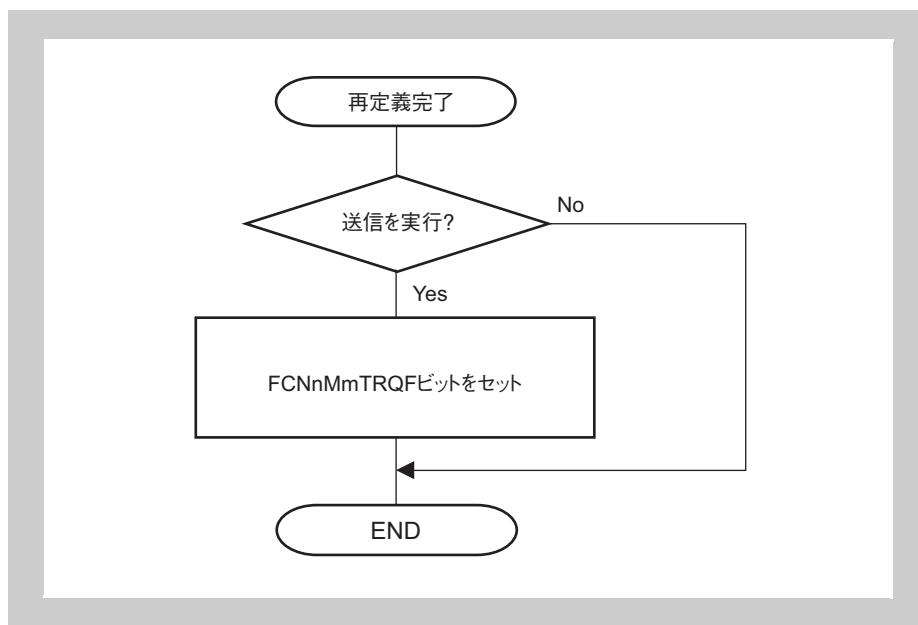 再定義完了
送信を実行?
No
Yes
FCNnMmTRQFビットをセット
END